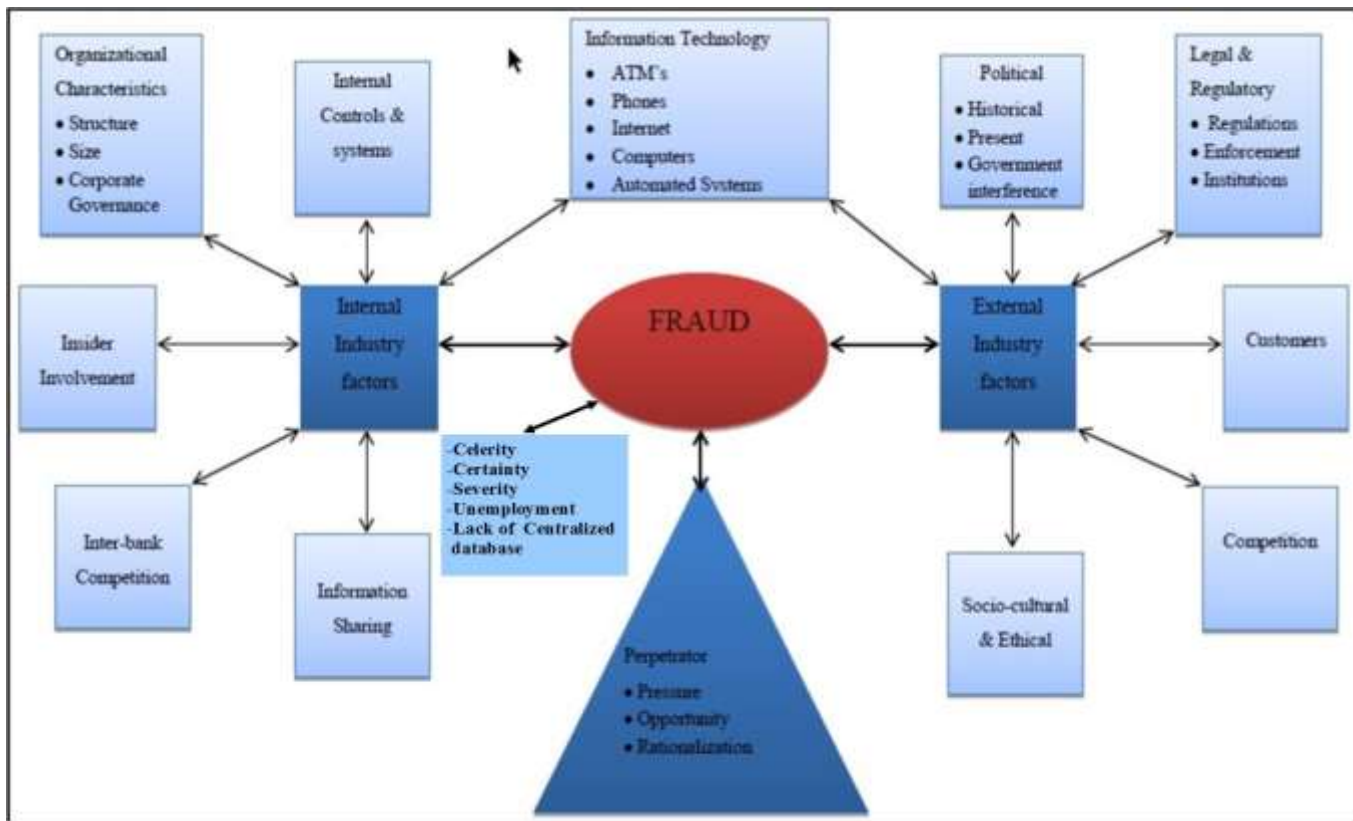 Organizational
Characteristics
• Structure
• Size
• Corporate
Governance
Internal
Controls &
systems
Information Technology
• ATM's
• Phones
• Internet
• Computers
• Automated Systems
Political
• Historical
• Present
• Government
interference
Legal &
Regulatory
• Regulations
• Enforcement
• Institutions
Insider
Involvement
Internal
Industry
factors
FRAUD
External
Industry
factors
Customers
-Celerity
-Certainty
-Severity
-Unemployment
-Lack of Centralized
database
Inter-bank
Competition
Information
Sharing
Perpetrator
• Pressure
• Opportunity
• Rationalization
Socio-cultural
& Ethical
Competition